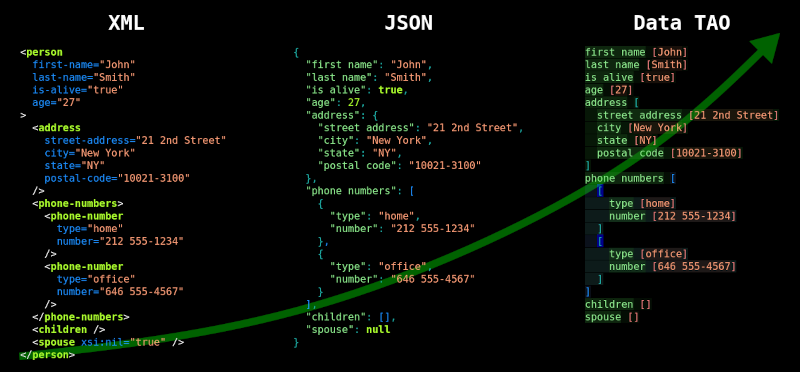 XML
<person
  first-name="John"
  last-name="Smith"
  is-alive="true"
  age="27"
>
  <address
    street-address="21 2nd Street"
    city="New York"
    state="NY"
    postal-code="10021-3100"
  />
  <phone-numbers>
    <phone-number
      type="home"
      number="212 555-1234"
    />
    <phone-number
      type="office"
      number="646 555-4567"
    />
  </phone-numbers>
  <children />
  <spouse xsi:nil="true" />
</person>
JSON
{
  "first name": "John",
  "last name": "Smith",
  "is alive": true,
  "age": 27,
  "address": {
    "street address": "21 2nd Street",
    "city": "New York",
    "state": "NY",
    "postal code": "10021-3100"
  },
  "phone numbers": [
    {
      "type": "home",
      "number": "212 555-1234"
    },
    {
      "type": "office",
      "number": "646 555-4567"
    }
  ],
  "children": [],
  "spouse": null
}
Data TAO
first name [John]
last name [Smith]
is alive [true]
age [27]
address [
  street address [21 2nd Street]
  city [New York]
  state [NY]
  postal code [10021-3100]
]
phone numbers [
  [
    type [home]
    number [212 555-1234]
  ]
  [
    type [office]
    number [646 555-4567]
  ]
]
children []
spouse []